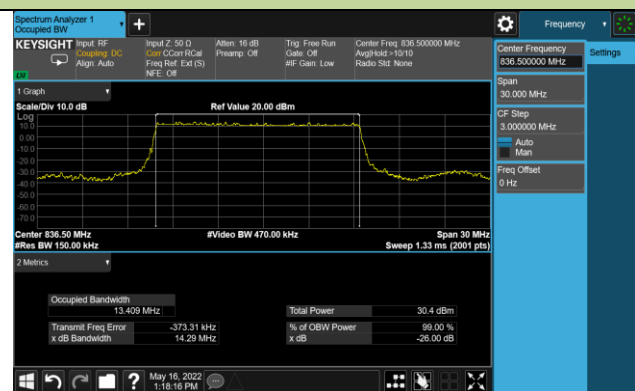 Spectrum Analyzer 1
Occupied BW
Frequency
KEYSIGHT
Input: RF
Coupling: DC
Align: Auto
Input Z: 50 Ω
Corr CCorr RCal
Freq Ref: Ext (S)
NFE: Off
Atten: 16 dB
Preamp: Off
Trig: Free Run
Gate: Off
#IF Gain: Low
Center Freq: 836.500000 MHz
Avg|Hold:>10/10
Radio Std: None
Center Frequency
836.500000 MHz
Settings
Span
30.000 MHz
CF Step
3.000000 MHz
Auto
Man
Freq Offset
0 Hz
1 Graph
Scale/Div 10.0 dB
Ref Value 20.00 dBm
Log
10.0
0.00
-10.0
-20.0
-30.0
-40.0
-50.0
-60.0
-70.0
Center 836.50 MHz
#Video BW 470.00 kHz
Span 30 MHz
#Res BW 150.00 kHz
Sweep 1.33 ms (2001 pts)
2 Metrics
Occupied Bandwidth
13.409 MHz
Total Power
30.4 dBm
Transmit Freq Error
-373.31 kHz
% of OBW Power
99.00 %
x dB Bandwidth
14.29 MHz
x dB
-26.00 dB
?
May 16, 2022
1:18:16 PM